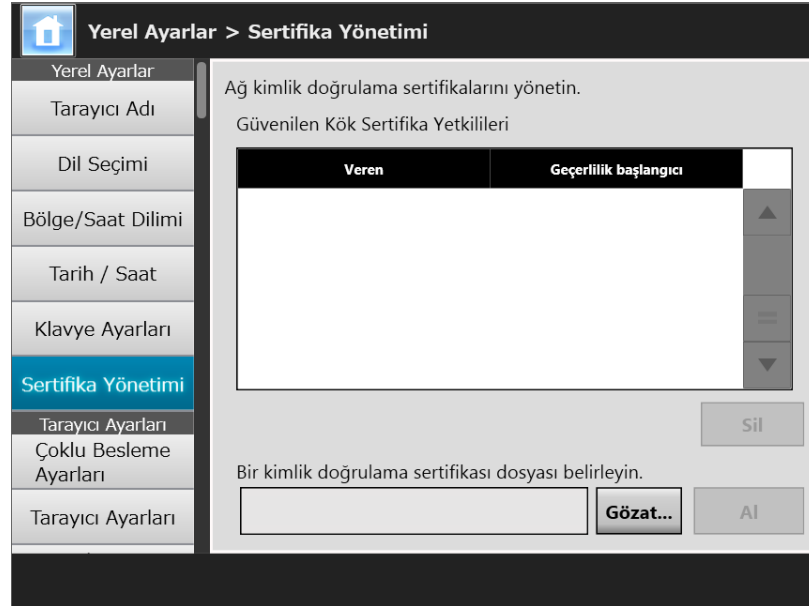 Yerel Ayarlar > Sertifika Yönetimi
Yerel Ayarlar
Tarayıcı Adı
Dil Seçimi
Bölge/Saat Dilimi
Tarih / Saat
Klavye Ayarları
Sertifika Yönetimi
Tarayıcı Ayarları
Çoklu Besleme
Ayarları
Tarayıcı Ayarları
Ağ kimlik doğrulama sertifikalarını yönetin.
Güvenilen Kök Sertifika Yetkilileri
Veren
Geçerlilik başlangıcı
Sil
Bir kimlik doğrulama sertifikası dosyası belirleyin.
Gözat...
Al